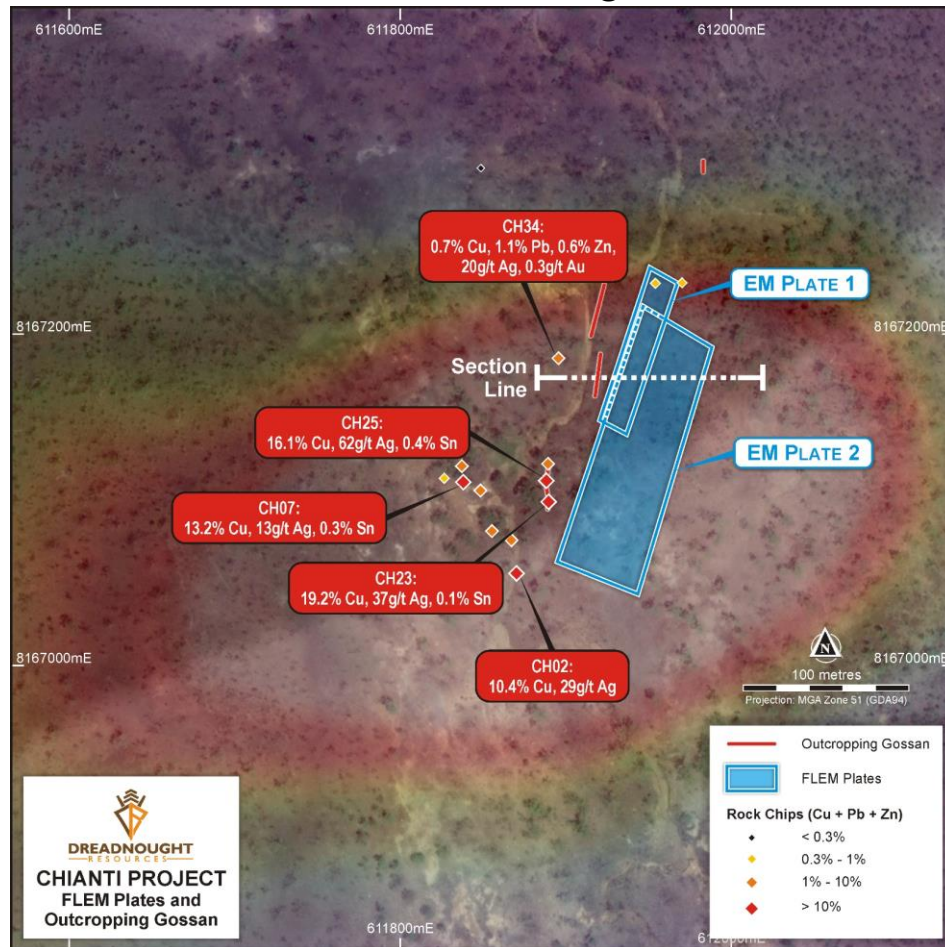 611600mE
611800mE
612000mE
CH34:
0.7% Cu, 1.1% Pb, 0.6% Zn,
20g/t Ag, 0.3g/t Au
EM PLATE 1
8167200mE
8167200mE
Section
Line
CH25:
16.1% Cu, 62g/t Ag, 0.4% Sn
EM PLATE 2
CH07:
13.2% Cu, 13g/t Ag, 0.3% Sn
CH23:
19.2% Cu, 37g/t Ag, 0.1% Sn
8167000mE
8167000mE
CH02:
10.4% Cu, 29g/t Ag
N
100 metres
Projection: MGA Zone 51 (GDA94)
Outcropping Gossan
FLEM Plates
Rock Chips (Cu + Pb + Zn)
< 0.3%
0.3% - 1%
1% - 10%
> 10%
DREADNOUGHT
RESOURCES
CHIANTI PROJECT
FLEM Plates and
Outcropping Gossan
611800mE